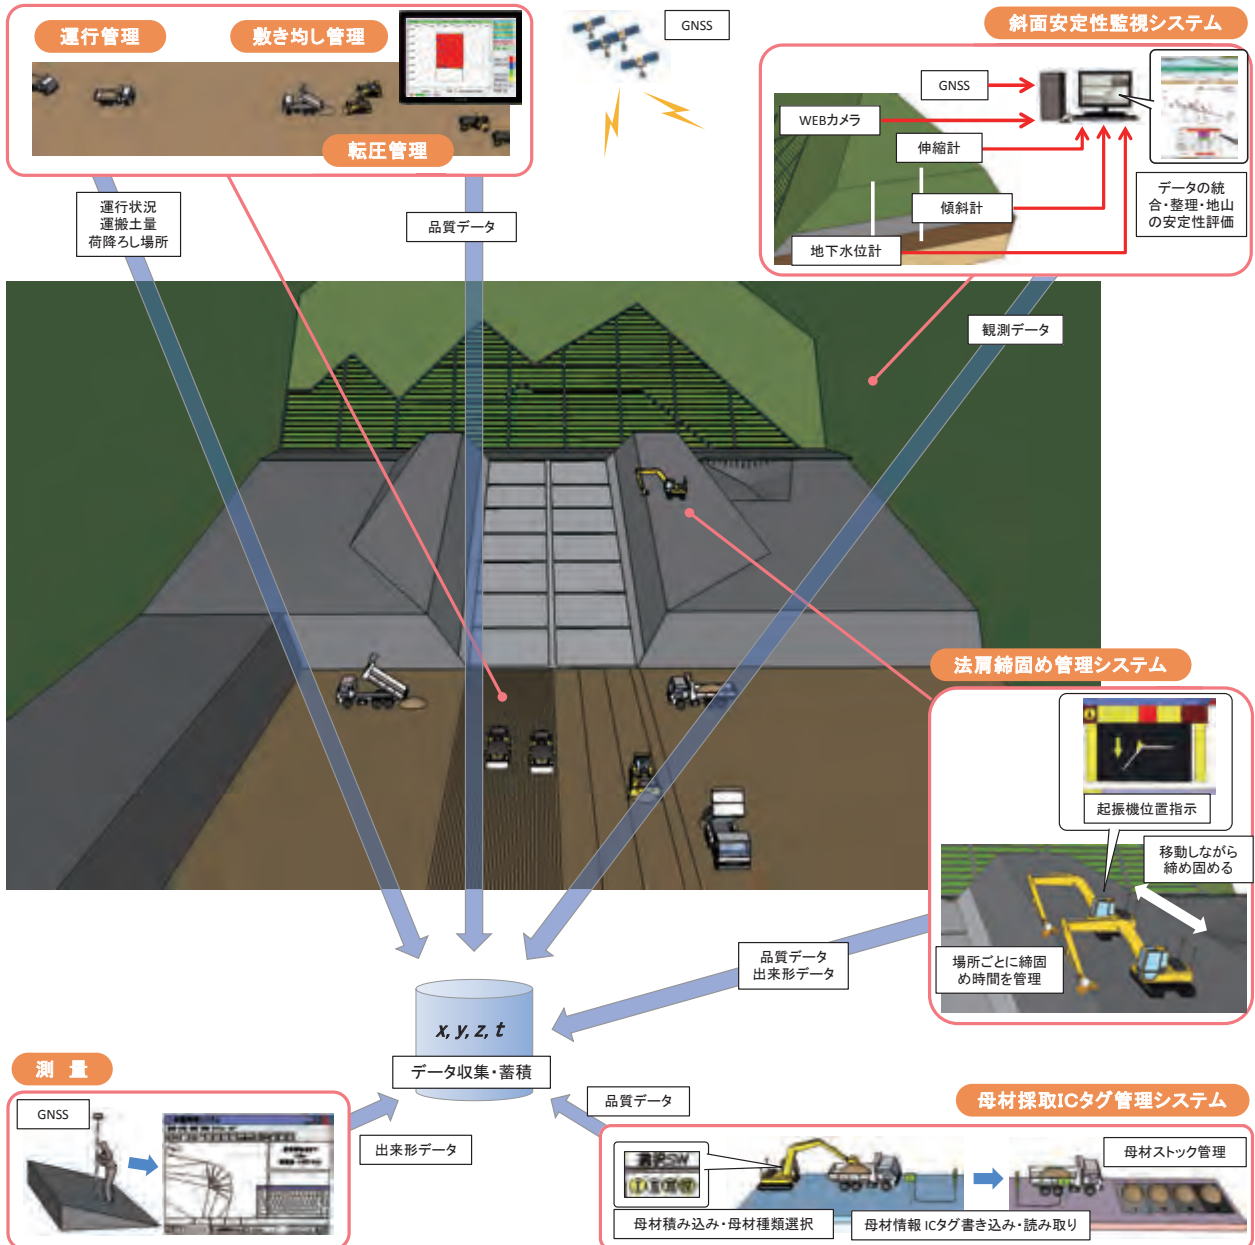 運行管理
敷き均し管理
転圧管理
GNSS
斜面安定性監視システム
GNSS
WEBカメラ
伸縮計
傾斜計
地下水位計
データの統
合・整理・地山
の安定性評価
運行状況
運搬土量
荷降ろし場所
品質データ
観測データ
法肩締固め管理システム
起振機位置指示
移動しながら
締め固める
場所ごとに締固
め時間を管理
品質データ
出来形データ
x, y, z, t
データ収集・蓄積
測 量
GNSS
出来形データ
品質データ
母材採取ICタグ管理システム
選択SW
母材ストック管理
母材積み込み・母材種類選択
母材情報 ICタグ書き込み・読み取り